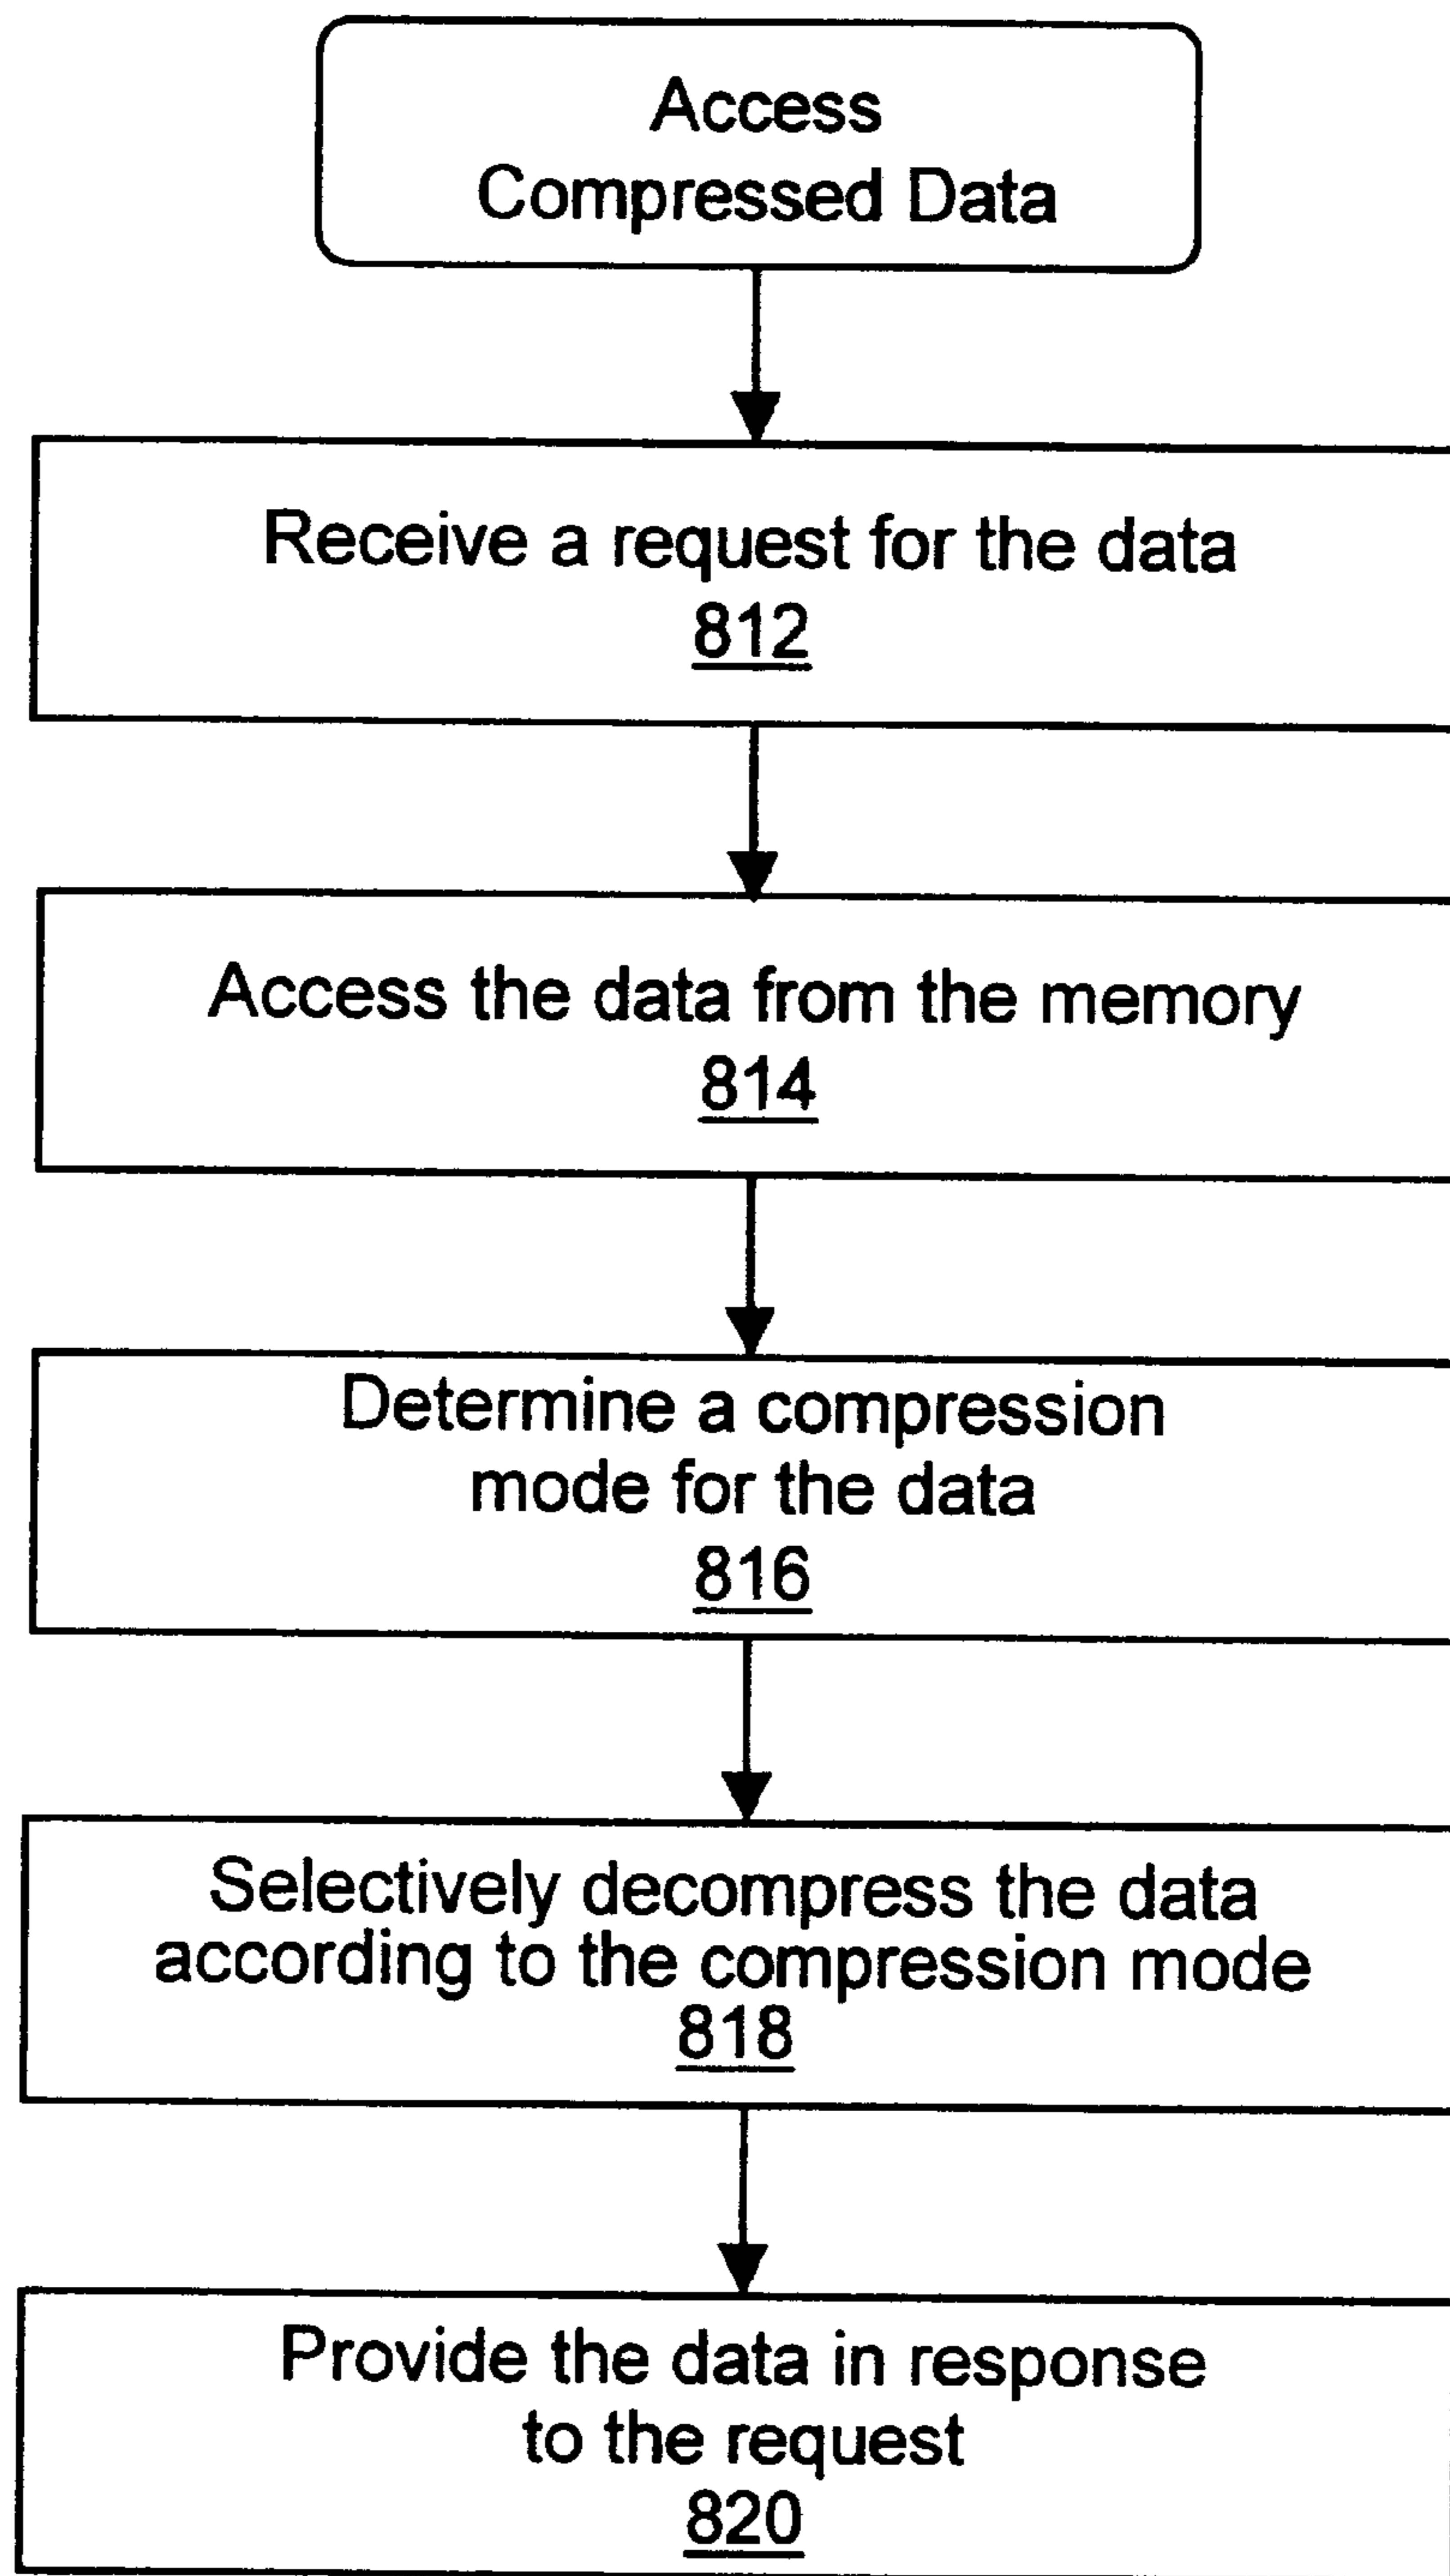 Access
Compressed Data
Receive a request for the data
812
Access the data from the memory
814
Determine a compression
mode for the data
816
Selectively decompress the data
according to the compression mode
818
Provide the data in response
to the request
820